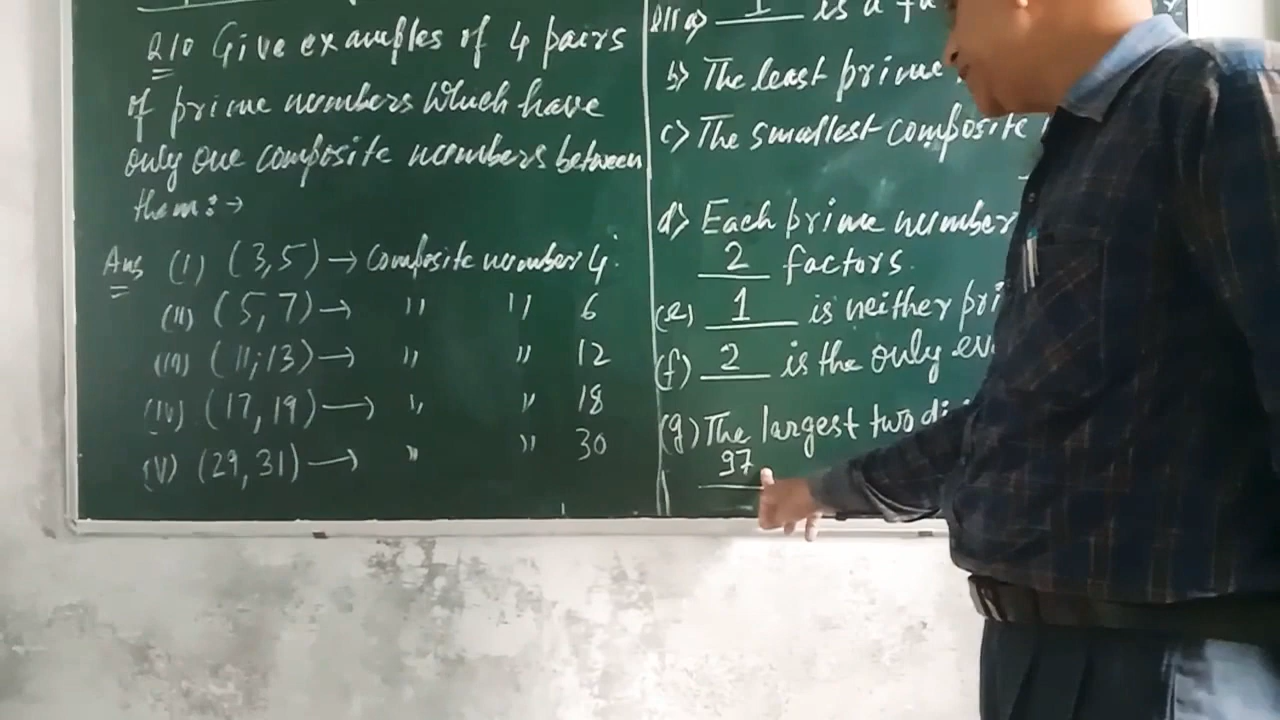 Q10 Give examples of 4 pairs
of prime numbers which have
only one composite numbers between
them:→
Ans (I) (3,5) → Composite number 4.
(II) (5,7) → " " 6
(III) (11,13) → " " 12
(IV) (17,19) → " " 18
(V) (29,31) → " " 30
Q11 a) 1 is a fa
b) The least prime
c) The smallest composite
d) Each prime number
2 factors.
(e) 1 is neither pri
(f) 2 is the only eve
(g) The largest two di
97